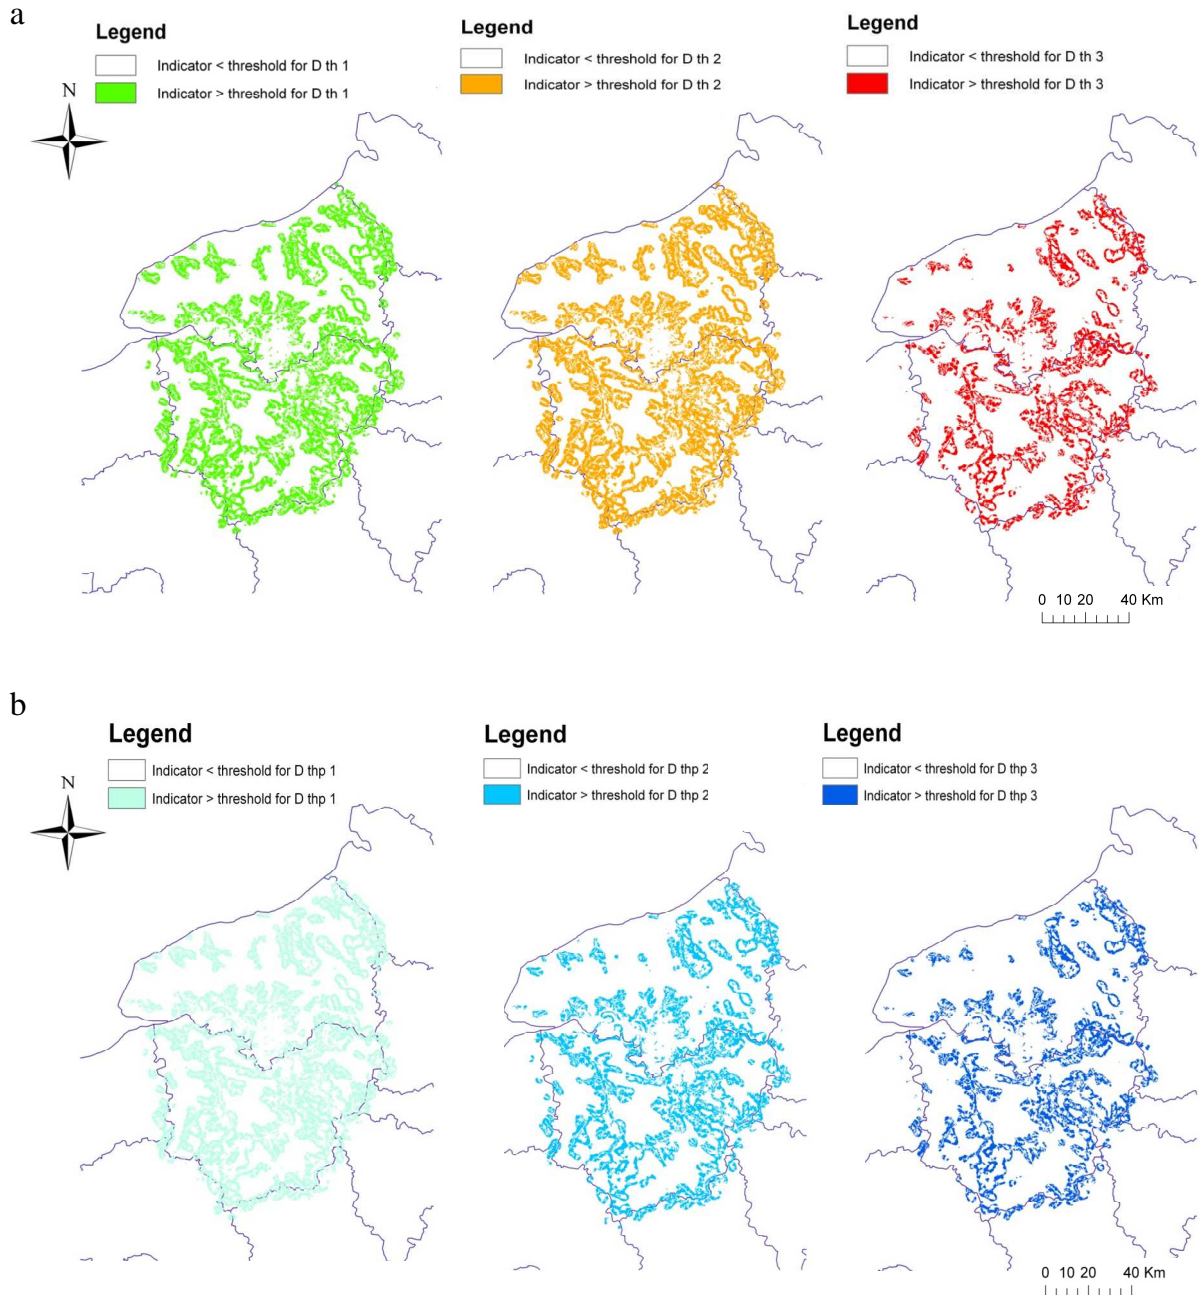 a
Legend
Indicator < threshold for D th 1
Indicator > threshold for D th 1
Legend
Indicator < threshold for D th 2
Indicator > threshold for D th 2
Legend
Indicator < threshold for D th 3
Indicator > threshold for D th 3
N
0 10 20 40 Km
b
Legend
Indicator < threshold for D thp 1
Indicator > threshold for D thp 1
Legend
Indicator < threshold for D thp 2
Indicator > threshold for D thp 2
Legend
Indicator < threshold for D thp 3
Indicator > threshold for D thp 3
N
0 10 20 40 Km